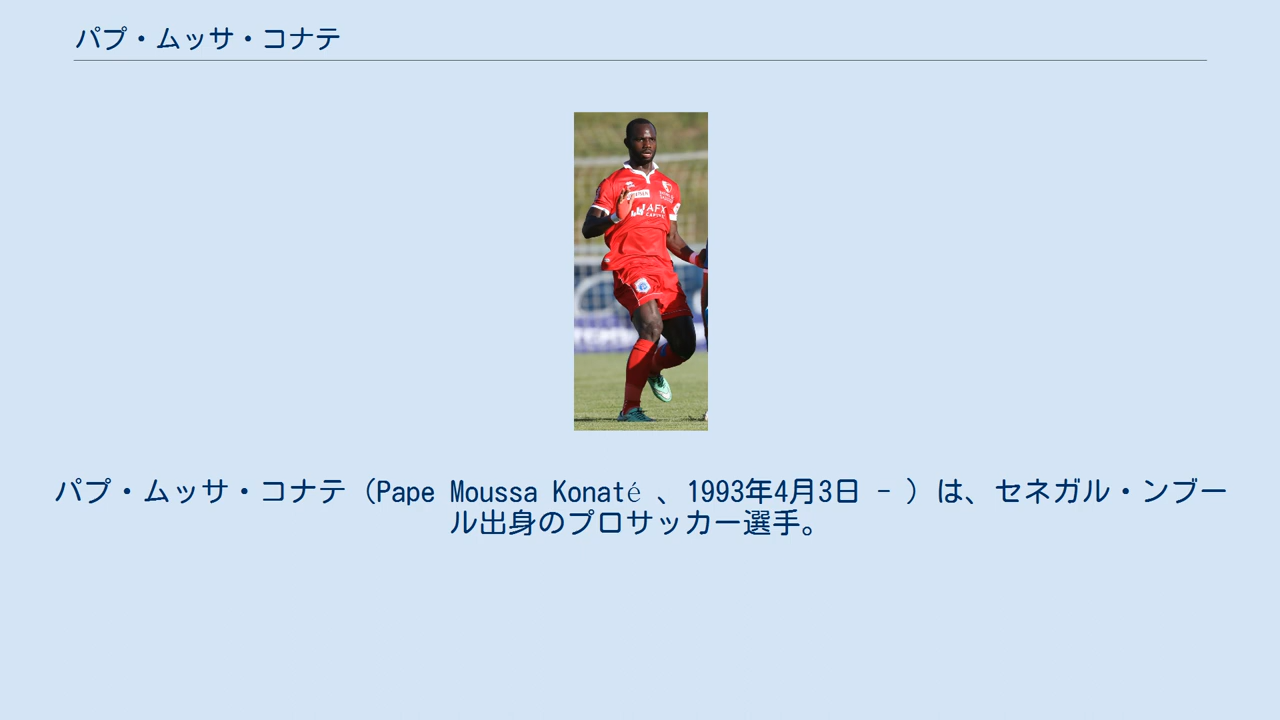 パプ・ムッサ・コナテ
AFX
パプ・ムッサ・コナテ（Pape Moussa Konaté 、1993年4月3日 - ）は、セネガル・ンブー
ル出身のプロサッカー選手。